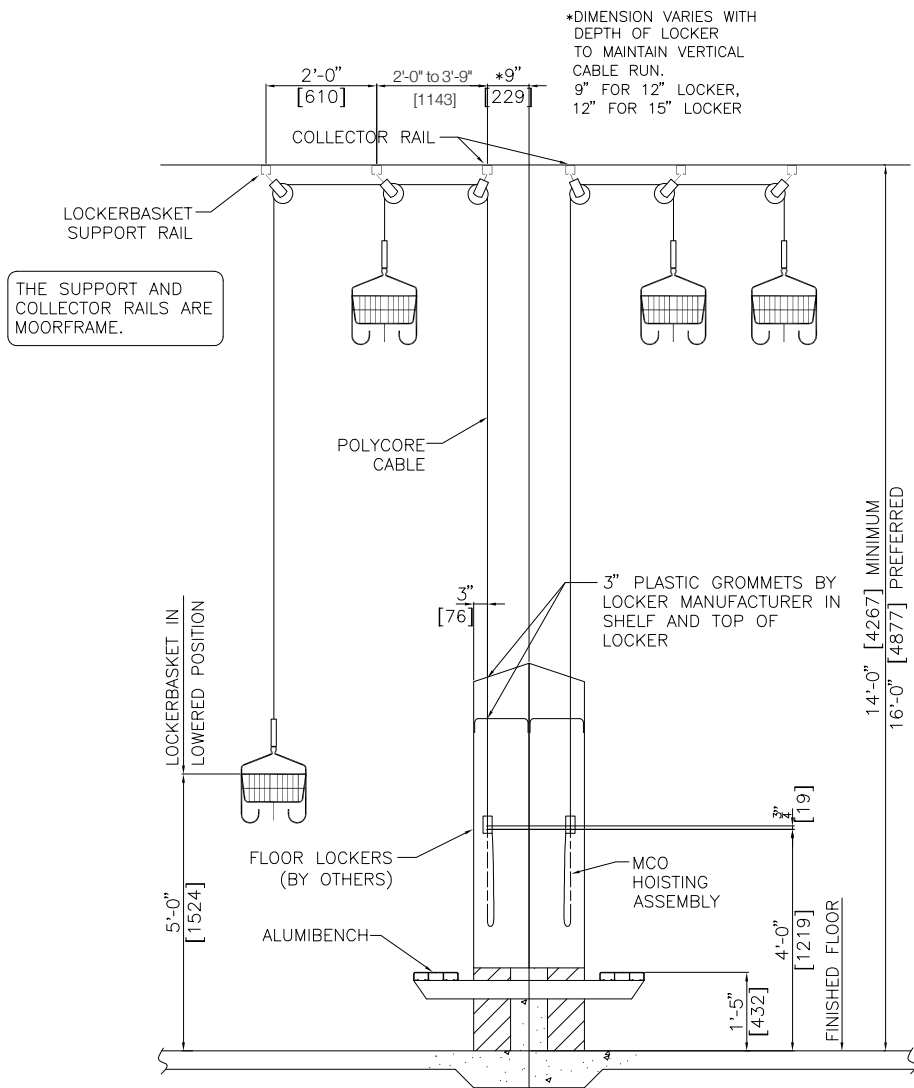 *DIMENSION VARIES WITH
DEPTH OF LOCKER
TO MAINTAIN VERTICAL
CABLE RUN.
9" FOR 12" LOCKER,
12" FOR 15" LOCKER
2'-0"
[610]
2'-0" to 3'-9"
[1143]
*9"
[229]
COLLECTOR RAIL
LOCKERBASKET
SUPPORT RAIL
THE SUPPORT AND
COLLECTOR RAILS ARE
MOORFRAME.
POLYCORE
CABLE
14'-0" [4267] MINIMUM
16'-0" [4877] PREFERRED
3"
[76]
3" PLASTIC GROMMETS BY
LOCKER MANUFACTURER IN
SHELF AND TOP OF
LOCKER
LOCKERBASKET IN
LOWERED POSITION
3/4"
[19]
FLOOR LOCKERS
(BY OTHERS)
MCO
HOISTING
ASSEMBLY
5'-0"
[1524]
ALUMIBENCH
4'-0"
[1219]
FINISHED FLOOR
1'-5"
[432]